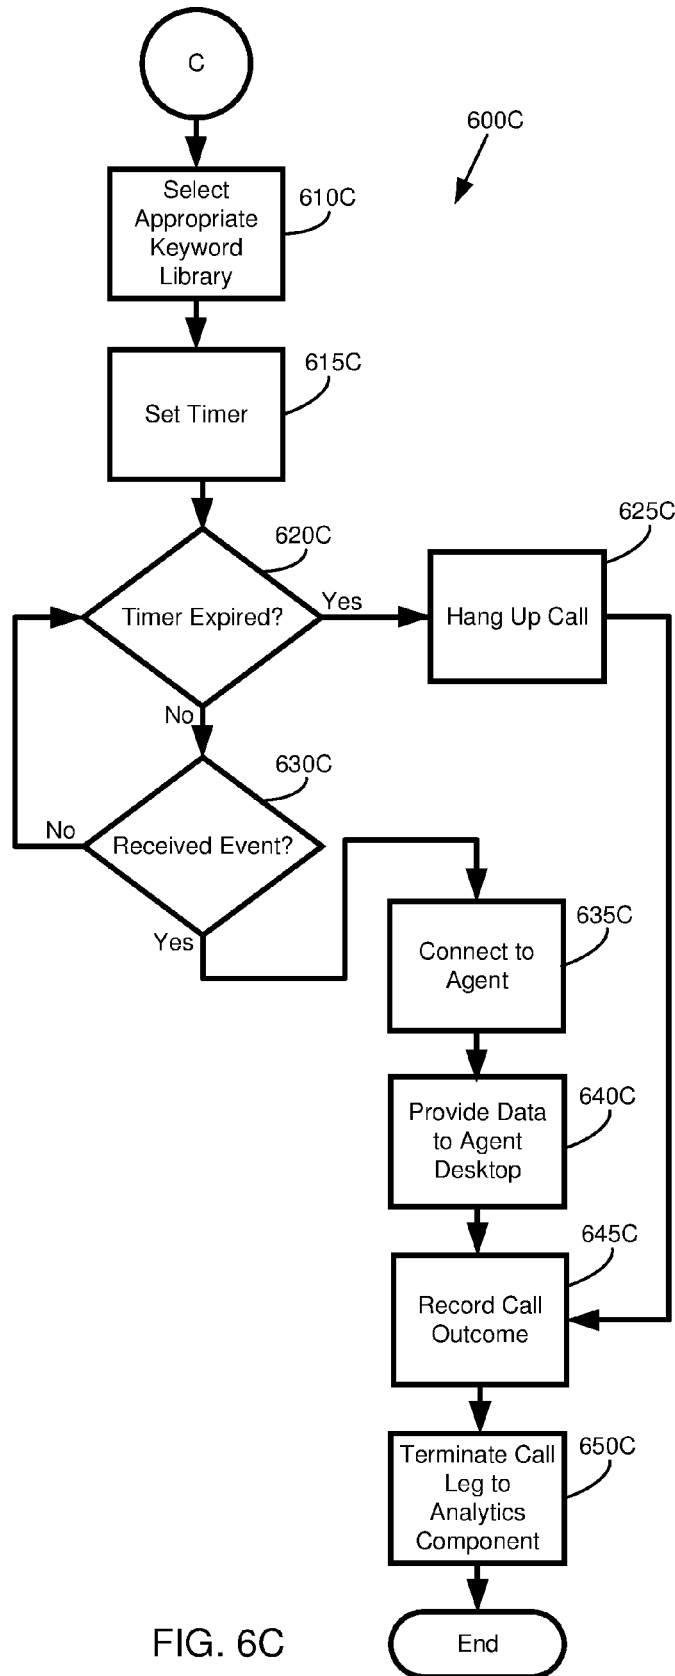 C
600C
Select
Appropriate
Keyword
Library
610C
615C
Set Timer
625C
620C
Timer Expired?
Yes
Hang Up Call
No
630C
Received Event?
No
Yes
635C
Connect to
Agent
640C
Provide Data
to Agent
Desktop
645C
Record Call
Outcome
650C
Terminate Call
Leg to
Analytics
Component
End
FIG. 6C